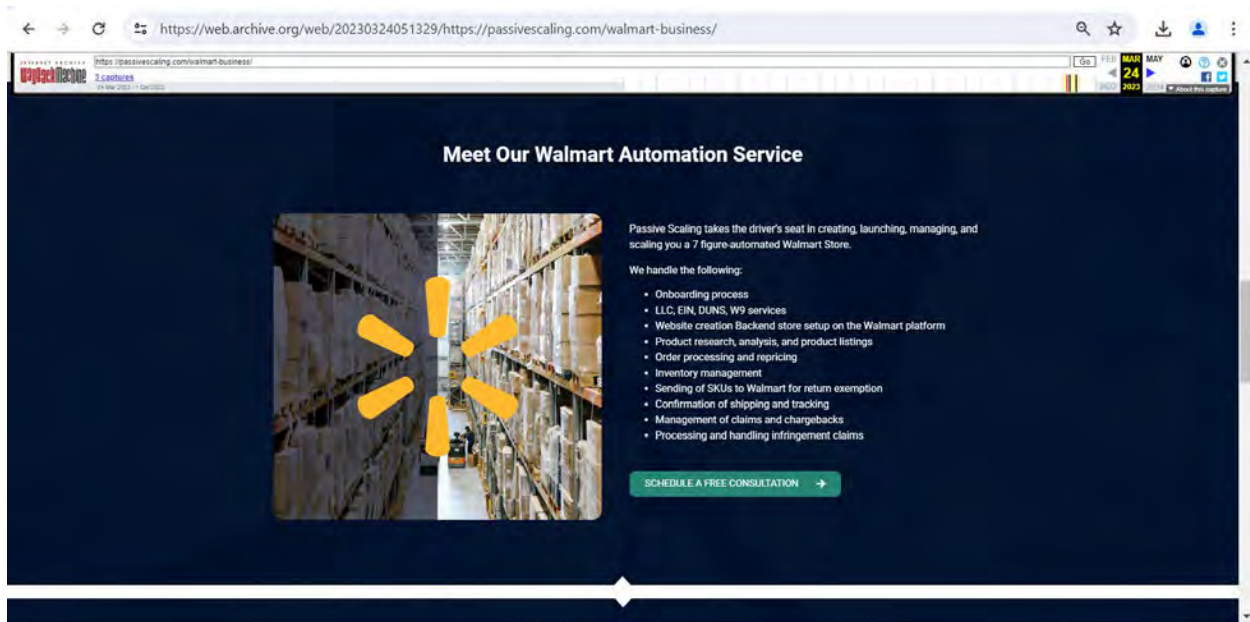 https://web.archive.org/web/20230324051329/https://passivescaling.com/walmart-business/
INTERNET ARCHIVE
WayBackMachine
https://passivescaling.com/walmart-business/
Go
FEB MAR MAY
3 captures
24
2023
About this capture
Meet Our Walmart Automation Service
Passive Scaling takes the driver's seat in creating, launching, managing, and
scaling you a 7 figure-automated Walmart Store.
We handle the following:
• Onboarding process
• LLC, EIN, DUNS, W9 services
• Website creation Backend store setup on the Walmart platform
• Product research, analysis, and product listings
• Order processing and repricing
• Inventory management
• Sending of SKUs to Walmart for return exemption
• Confirmation of shipping and tracking
• Management of claims and chargebacks
• Processing and handling infringement claims
SCHEDULE A FREE CONSULTATION →